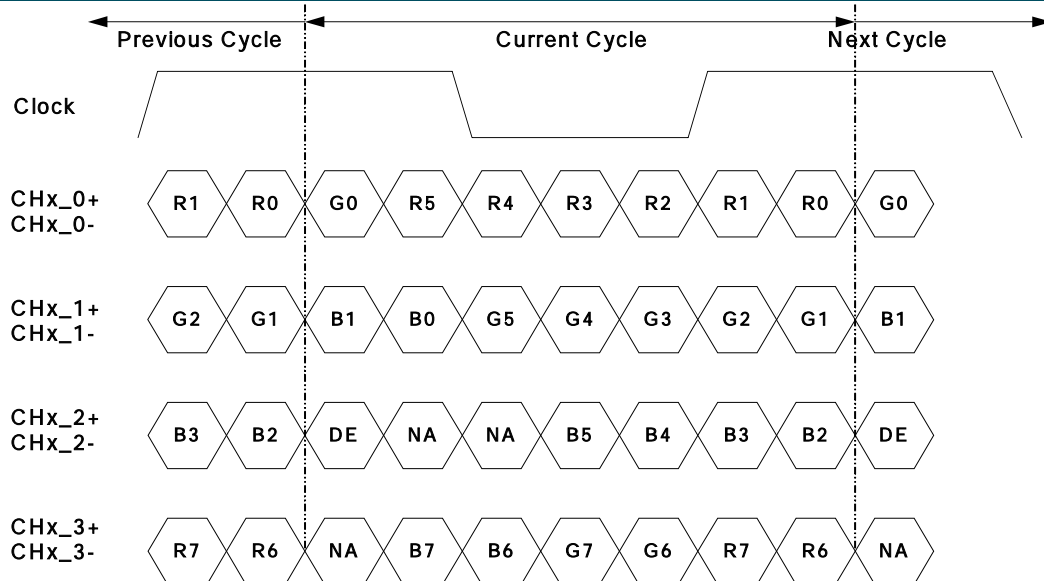 Previous Cycle Current Cycle Next Cycle
Clock
CHx_0+
CHx_0-
R1 R0 G0 R5 R4 R3 R2 R1 R0 G0
CHx_1+
CHx_1-
G2 G1 B1 B0 G5 G4 G3 G2 G1 B1
CHx_2+
CHx_2-
B3 B2 DE NA NA B5 B4 B3 B2 DE
CHx_3+
CHx_3-
R7 R6 NA B7 B6 G7 G6 R7 R6 NA